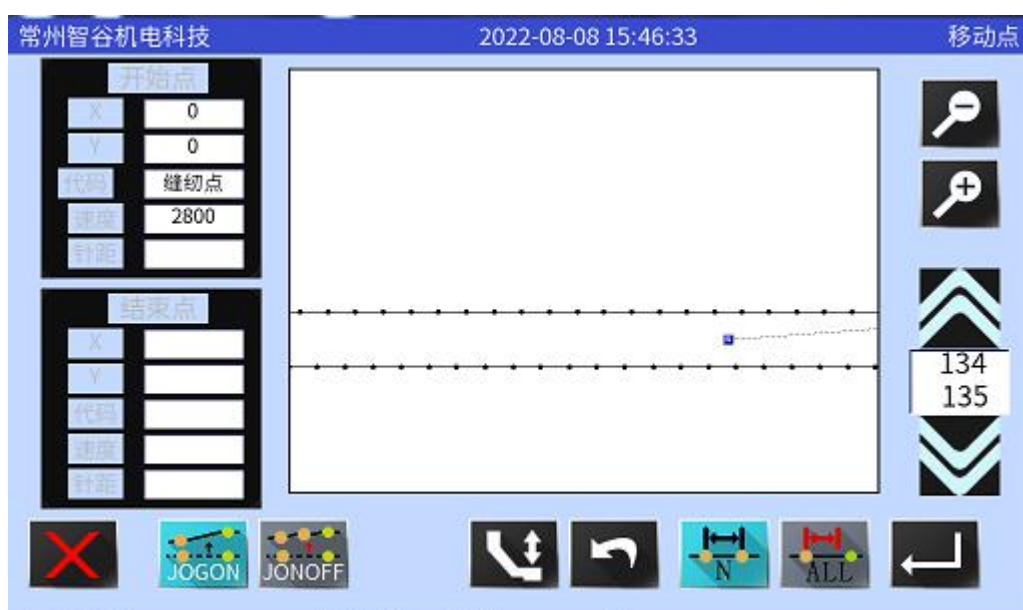 常州智谷机电科技 2022-08-08 15:46:33 移动点
开始点
X 0
Y 0
代码 缝纫点
速度 2800
针距
结束点
X
Y
代码
速度
针距
134
135
JOGON JONOFF N ALL